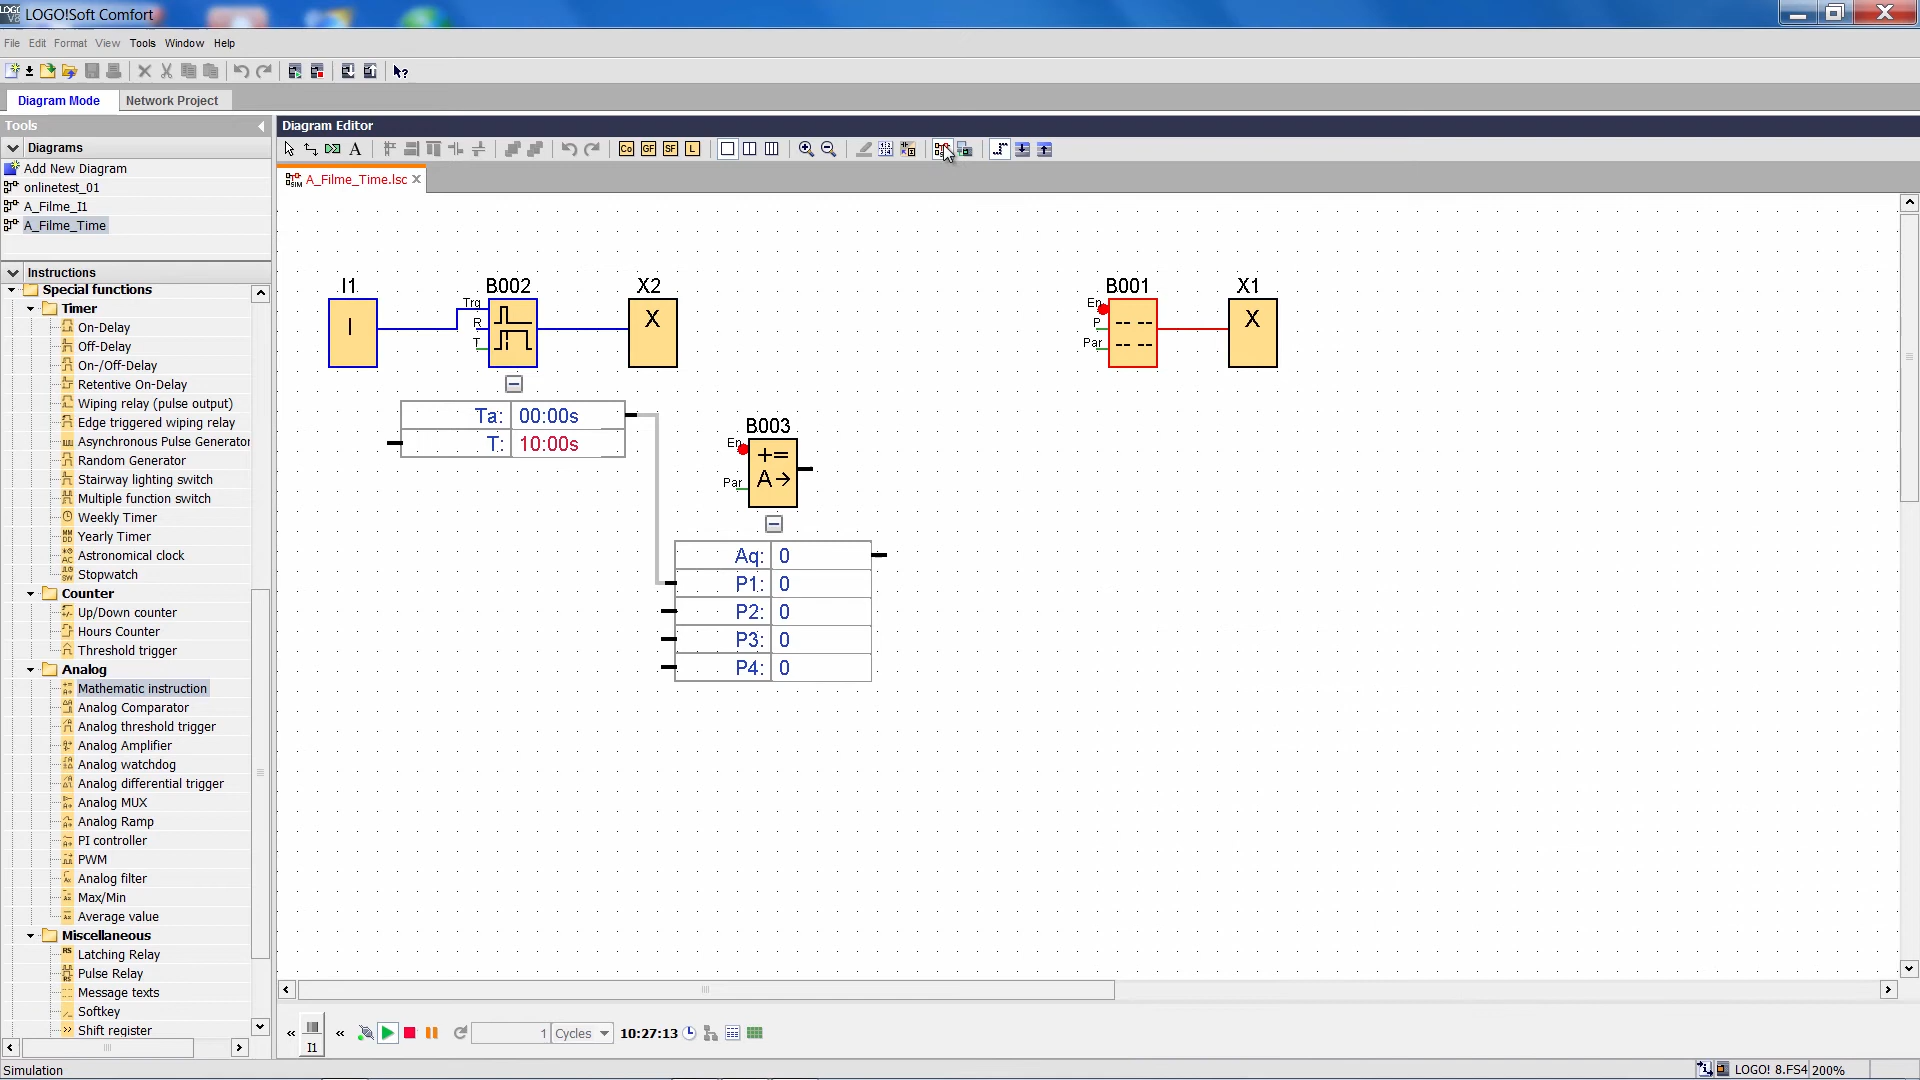 LOGO!Soft Comfort
File Edit Format View Tools Window Help
Diagram Mode Network Project
Tools
Diagrams
Add New Diagram
onlinetest_01
A_Filme_I1
A_Filme_Time
Instructions
Special functions
Timer
On-Delay
Off-Delay
On-/Off-Delay
Retentive On-Delay
Wiping relay (pulse output)
Edge triggered wiping relay
Asynchronous Pulse Generator
Random Generator
Stairway lighting switch
Multiple function switch
Weekly Timer
Yearly Timer
Astronomical clock
Stopwatch
Counter
Up/Down counter
Hours Counter
Threshold trigger
Analog
Mathematic instruction
Analog Comparator
Analog threshold trigger
Analog Amplifier
Analog watchdog
Analog differential trigger
Analog MUX
Analog Ramp
PI controller
PWM
Analog filter
Max/Min
Average value
Miscellaneous
Latching Relay
Pulse Relay
Message texts
Softkey
Shift register
Diagram Editor
A Co GF SF L
A_Filme_Time.lsc
I1 B002 X2 B001 X1
Trg En
I R X P X
T Par
Ta: 00:00s
T: 10:00s
B003
En +=
Par A→
Aq: 0
P1: 0
P2: 0
P3: 0
P4: 0
« « 1 Cycles 10:27:13
I1
Simulation LOGO! 8.FS4 200%